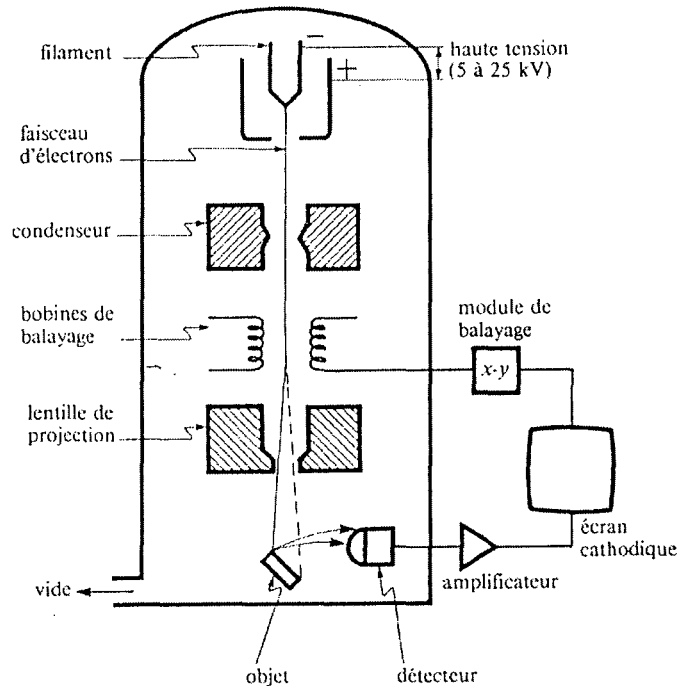 filament
−
haute tension
(5 à 25 kV)
+
faisceau
d'électrons
condenseur
bobines de
balayage
module de
balayage
x-y
lentille de
projection
écran
cathodique
amplificateur
vide
objet
détecteur